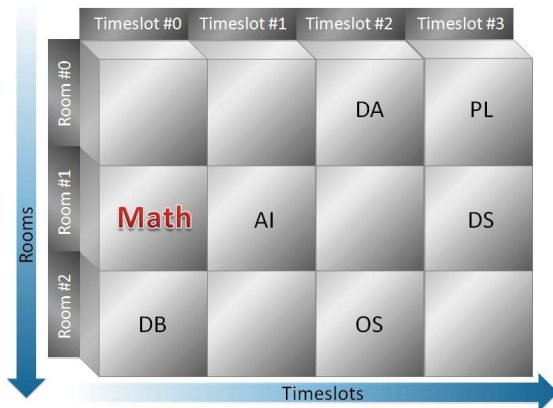 Timeslot #0 Timeslot #1 Timeslot #2 Timeslot #3
Room #0
DA PL
Room #1
Math AI DS
Room #2
DB OS
Rooms
Timeslots